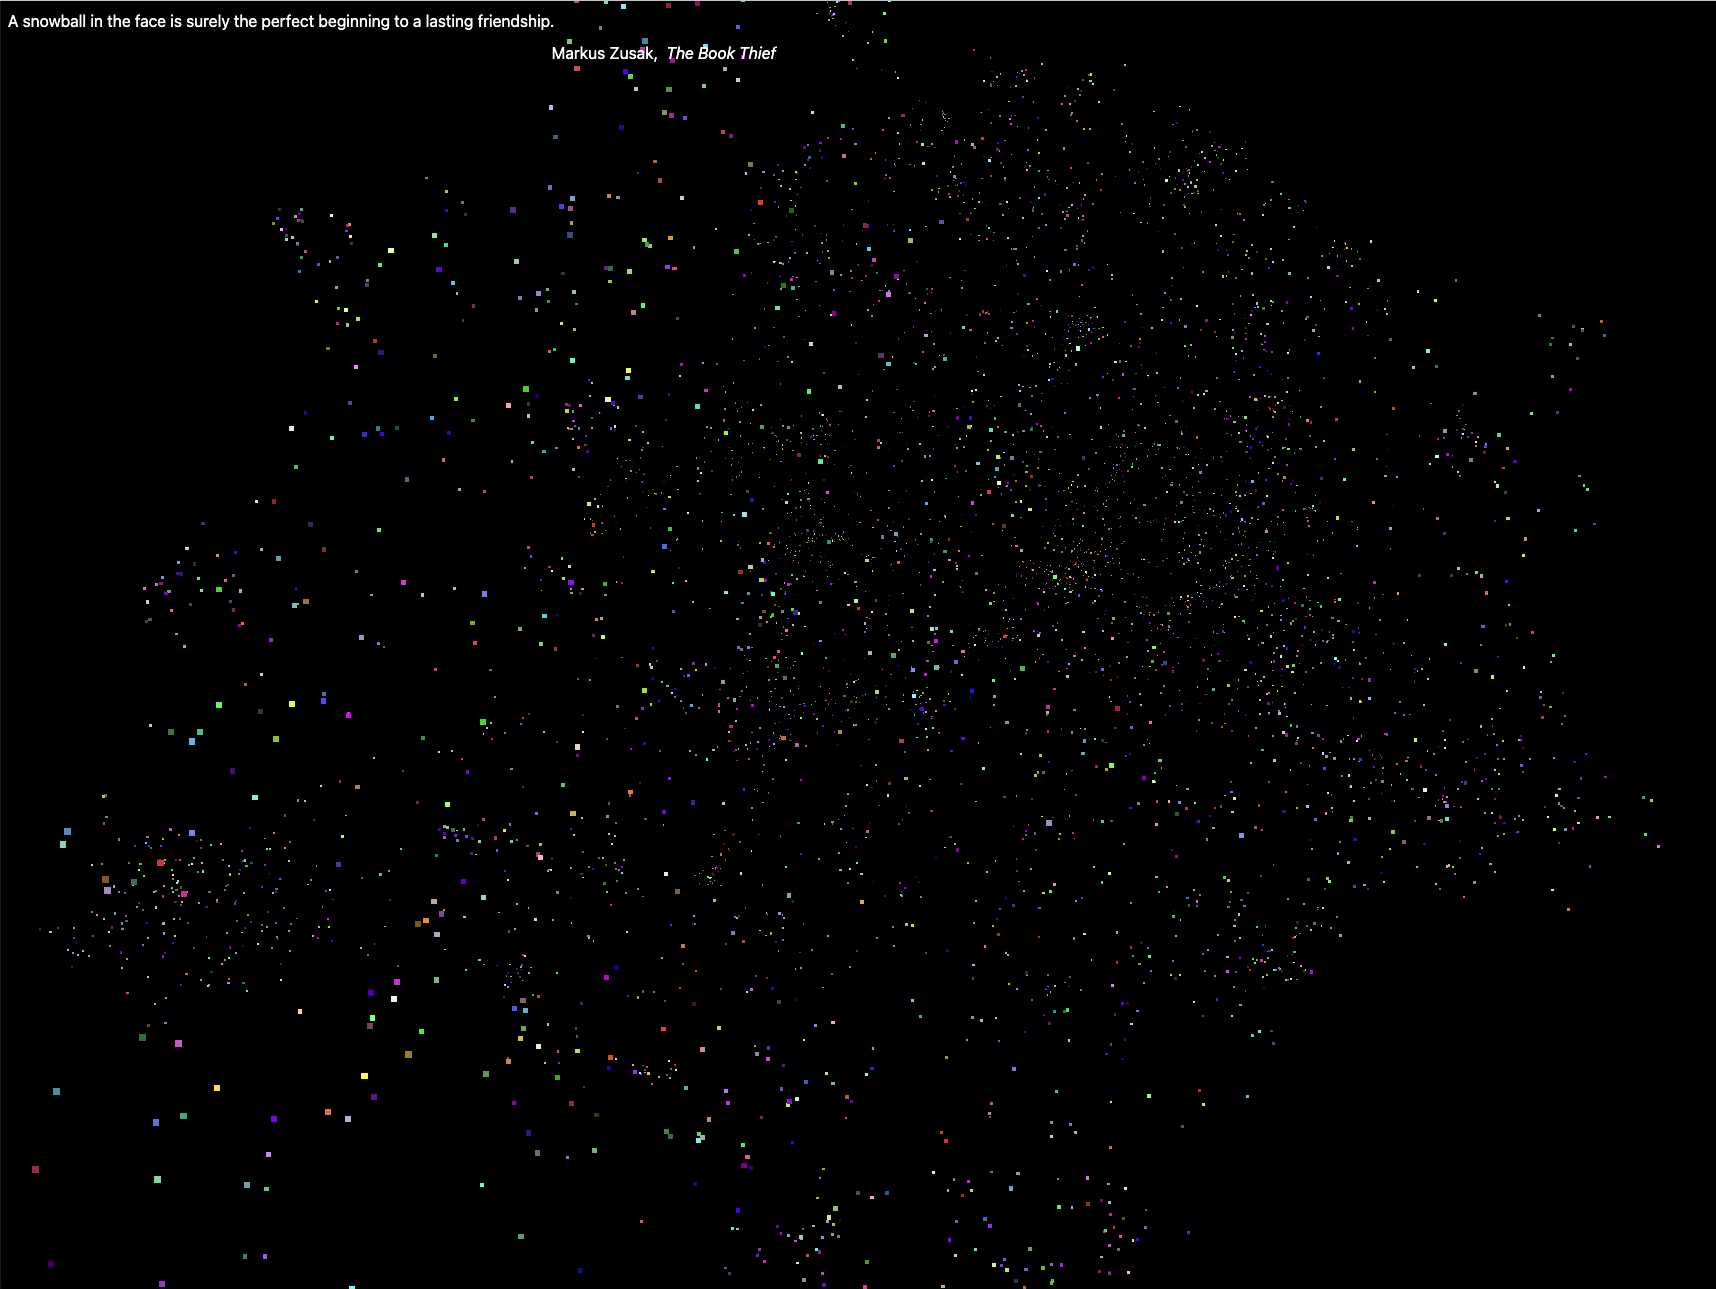 A snowball in the face is surely the perfect beginning to a lasting friendship.
Markus Zusak, The Book Thief